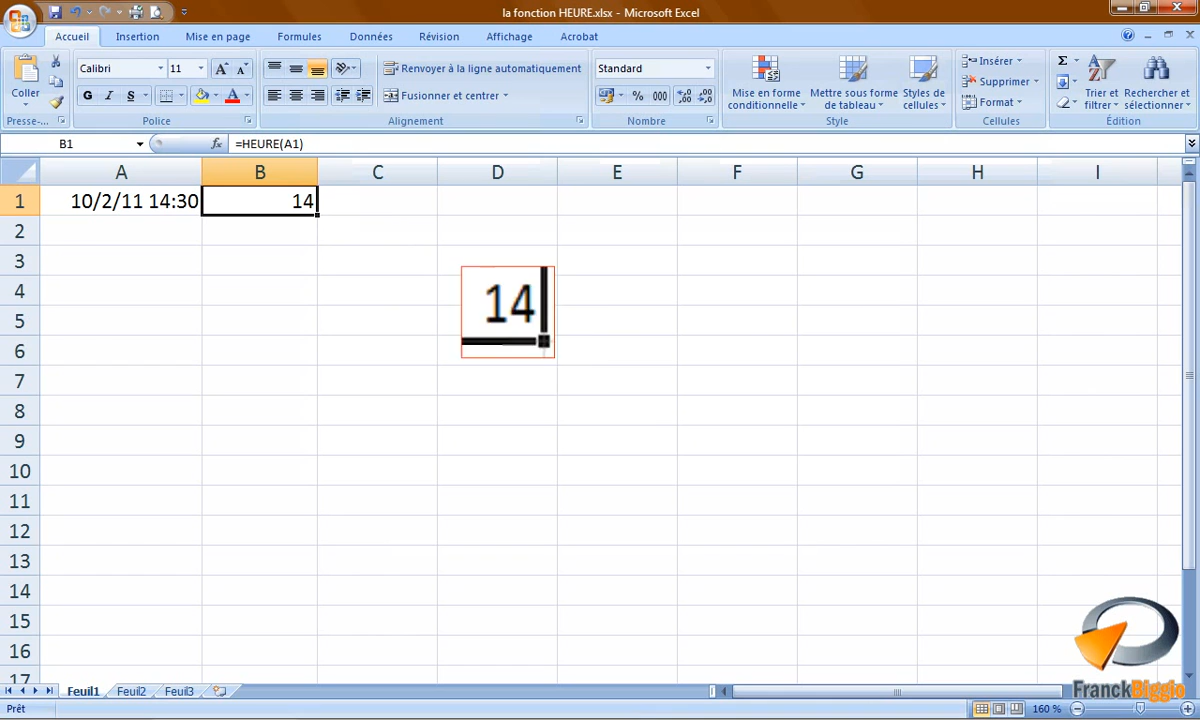 la fonction HEURE.xlsx - Microsoft Excel
Accueil Insertion Mise en page Formules Données Révision Affichage Acrobat
Coller
Calibri 11
Renvoyer à la ligne automatiquement
Standard
Mise en forme conditionnelle
Mettre sous forme de tableau
Styles de cellules
Insérer
Supprimer
Format
Σ
Trier et filtrer
Rechercher et sélectionner
G I S A
Fusionner et centrer
% 000
Presse-... Police Alignement Nombre Style Cellules Édition
B1 fx =HEURE(A1)
A B C D E F G H I
1 10/2/11 14:30 14
2
3
4
14
5
6
7
8
9
10
11
12
13
14
15
16
17
FranckBiggio
Feuil1 Feuil2 Feuil3
Prêt 160 %